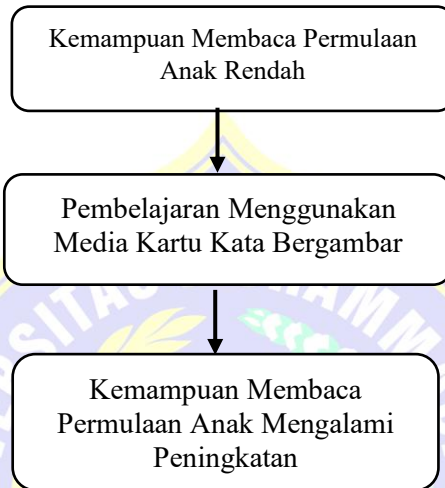 Kemampuan Membaca Permulaan
Anak Rendah
Pembelajaran Menggunakan
Media Kartu Kata Bergambar
Kemampuan Membaca
Permulaan Anak Mengalami
Peningkatan